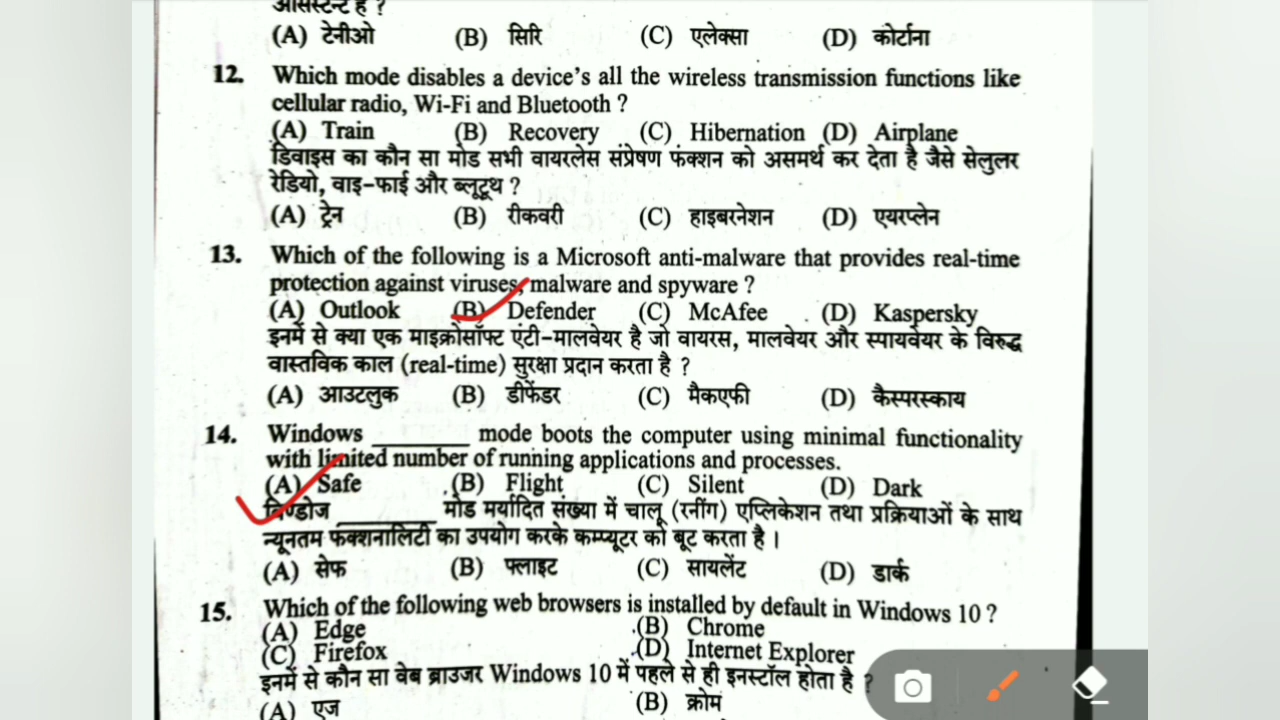 असिस्टेन्ट है ?
(A) टेनीओ (B) सिरि (C) एलेक्सा (D) कोर्टाना
12. Which mode disables a device's all the wireless transmission functions like
cellular radio, Wi-Fi and Bluetooth ?
(A) Train (B) Recovery (C) Hibernation (D) Airplane
डिवाइस का कौन सा मोड सभी वायरलेस संप्रेषण फंक्शन को असमर्थ कर देता है जैसे सेलुलर
रेडियो, वाइ-फाई और ब्लूटूथ ?
(A) ट्रेन (B) रीकवरी (C) हाइबरनेशन (D) एयरप्लेन
13. Which of the following is a Microsoft anti-malware that provides real-time
protection against viruses, malware and spyware ?
(A) Outlook (B) Defender (C) McAfee (D) Kaspersky
इनमें से क्या एक माइक्रोसॉफ्ट एंटी-मालवेयर है जो वायरस, मालवेयर और स्पायवेयर के विरुद्ध
वास्तविक काल (real-time) सुरक्षा प्रदान करता है ?
(A) आउटलुक (B) डीफेंडर (C) मैकएफी (D) कैस्परस्काय
14. Windows ________ mode boots the computer using minimal functionality
with limited number of running applications and processes.
(A) Safe (B) Flight (C) Silent (D) Dark
विण्डोज ________ मोड मर्यादित संख्या में चालू (रनींग) एप्लिकेशन तथा प्रक्रियाओं के साथ
न्यूनतम फंक्शनालिटी का उपयोग करके कम्प्यूटर को बूट करता है ।
(A) सेफ (B) फ्लाइट (C) सायलेंट (D) डार्क
15. Which of the following web browsers is installed by default in Windows 10 ?
(A) Edge (B) Chrome
(C) Firefox (D) Internet Explorer
इनमें से कौन सा वेब ब्राउजर Windows 10 में पहले से ही इनस्टॉल होता है ?
(A) एज (B) क्रोम